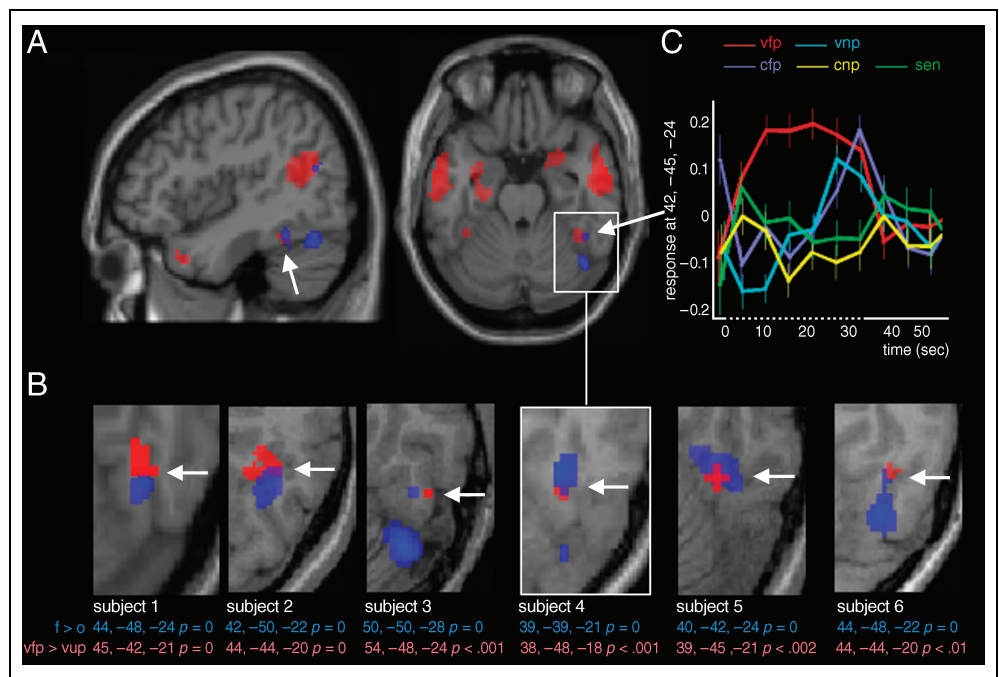 A
C
vfp vnp
cfp cnp sen
response at 42, −45, −24
0.2
0.1
0
−0.1
−0.2
0 10 20 30 40 50
time (sec)
B
subject 1 subject 2 subject 3 subject 4 subject 5 subject 6
f > o 44, −48, −24 p = 0 42, −50, −22 p = 0 50, −50, −28 p = 0 39, −39, −21 p = 0 40, −42, −24 p = 0 44, −48, −22 p = 0
vfp > vup 45, −42, −21 p = 0 44, −44, −20 p = 0 54, −48, −24 p < .001 38, −48, −18 p < .001 39, −45, −21 p < .002 44, −44, −20 p < .01